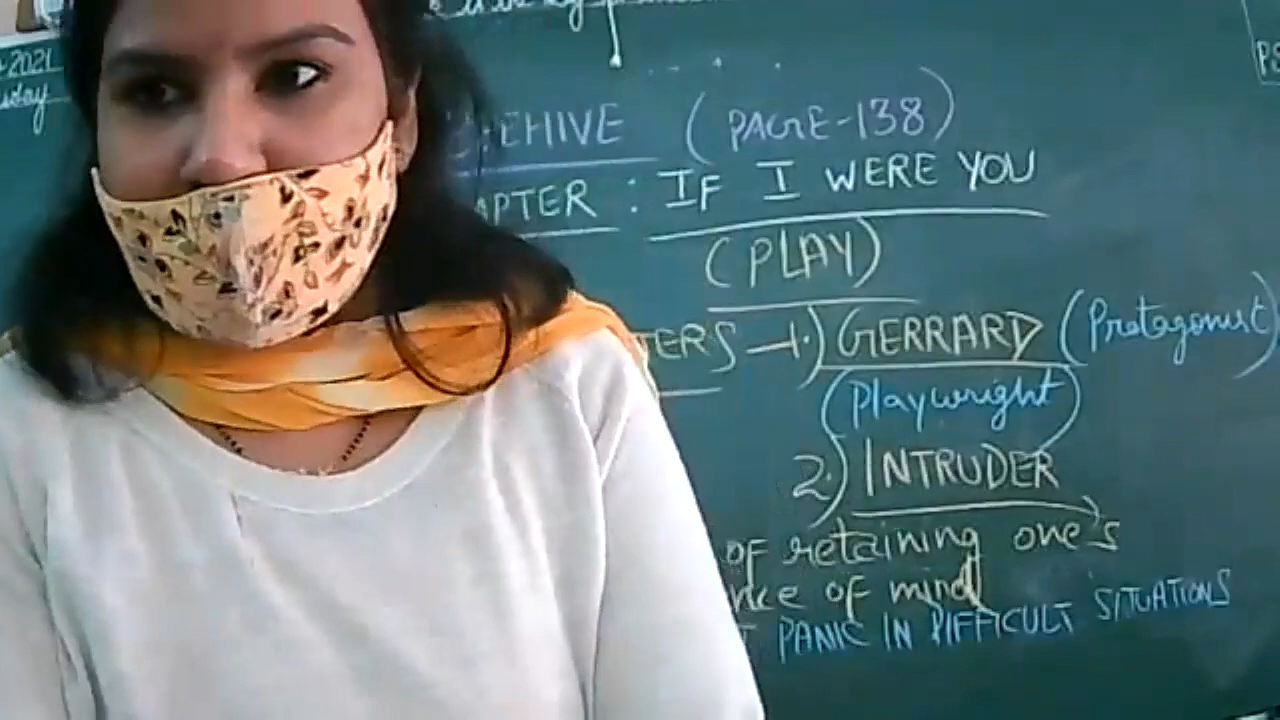 2021
EHIVE (PAGE-138)
APTER : IF I WERE YOU
(PLAY)
TERS - 1.) GERRARD (Protagonist)
(Playwright)
2.) INTRUDER
of retaining one's
nce of mind
PANIC IN DIFFICULT SITUATIONS
PS